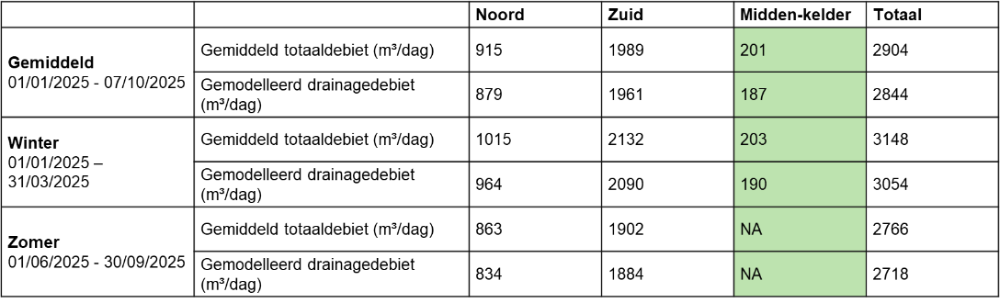 Noord Zuid Midden-kelder Totaal
Gemiddeld
01/01/2025 - 07/10/2025
Gemiddeld totaaldebiet (m³/dag) 915 1989 201 2904
Gemodelleerd drainagedebiet
(m³/dag) 879 1961 187 2844
Winter
01/01/2025 –
31/03/2025
Gemiddeld totaaldebiet (m³/dag) 1015 2132 203 3148
Gemodelleerd drainagedebiet
(m³/dag) 964 2090 190 3054
Zomer
01/06/2025 - 30/09/2025
Gemiddeld totaaldebiet (m³/dag) 863 1902 NA 2766
Gemodelleerd drainagedebiet
(m³/dag) 834 1884 NA 2718